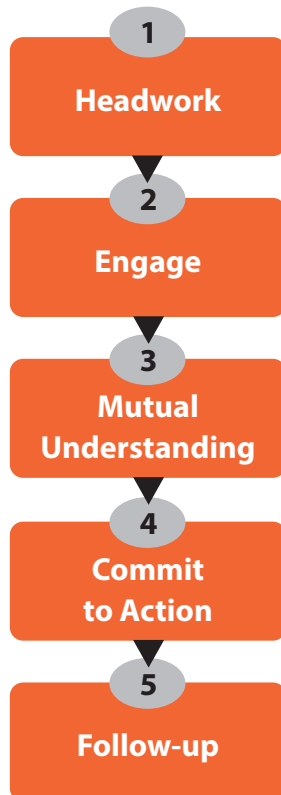 1
Headwork
2
Engage
3
Mutual
Understanding
4
Commit
to Action
5
Follow-up